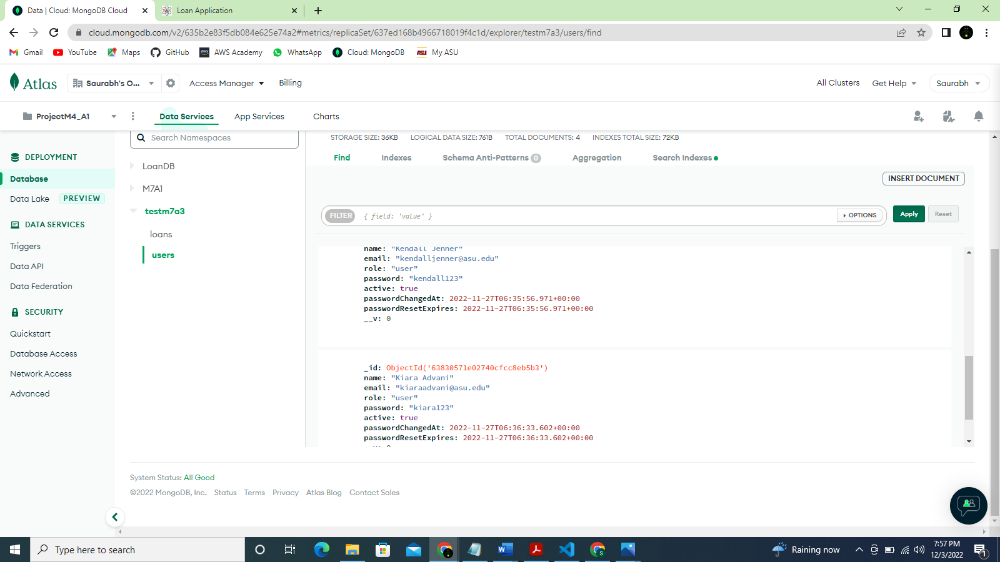 Data | Cloud: MongoDB Cloud
Loan Application
cloud.mongodb.com/v2/635b2e83f5db084e625e74a2#metrics/replicaSet/637ed168b4966718019f4c1d/explorer/testm7a3/users/find
Gmail YouTube Maps GitHub AWS Academy WhatsApp Cloud: MongoDB My ASU
Atlas Saurabh's O... Access Manager Billing All Clusters Get Help Saurabh
ProjectM4_A1 Data Services App Services Charts
DEPLOYMENT
Database
Data Lake PREVIEW
DATA SERVICES
Triggers
Data API
Data Federation
SECURITY
Quickstart
Database Access
Network Access
Advanced
Search Namespaces
LoanDB
M7A1
testm7a3
loans
users
STORAGE SIZE: 36KB LOGICAL DATA SIZE: 761B TOTAL DOCUMENTS: 4 INDEXES TOTAL SIZE: 72KB
Find Indexes Schema Anti-Patterns 0 Aggregation Search Indexes
INSERT DOCUMENT
FILTER { field: 'value' } OPTIONS Apply Reset
name: "Kendall Jenner"
email: "kendalljenner@asu.edu"
role: "user"
password: "kendall123"
active: true
passwordChangedAt: 2022-11-27T06:35:56.971+00:00
passwordResetExpires: 2022-11-27T06:35:56.971+00:00
__v: 0
_id: ObjectId('63830571e02740cfcc8eb5b3')
name: "Kiara Advani"
email: "kiaraadvani@asu.edu"
role: "user"
password: "kiara123"
active: true
passwordChangedAt: 2022-11-27T06:36:33.602+00:00
passwordResetExpires: 2022-11-27T06:36:33.602+00:00
System Status: All Good
©2022 MongoDB, Inc. Status Terms Privacy Atlas Blog Contact Sales
Type here to search
Raining now
7:57 PM
12/3/2022
1